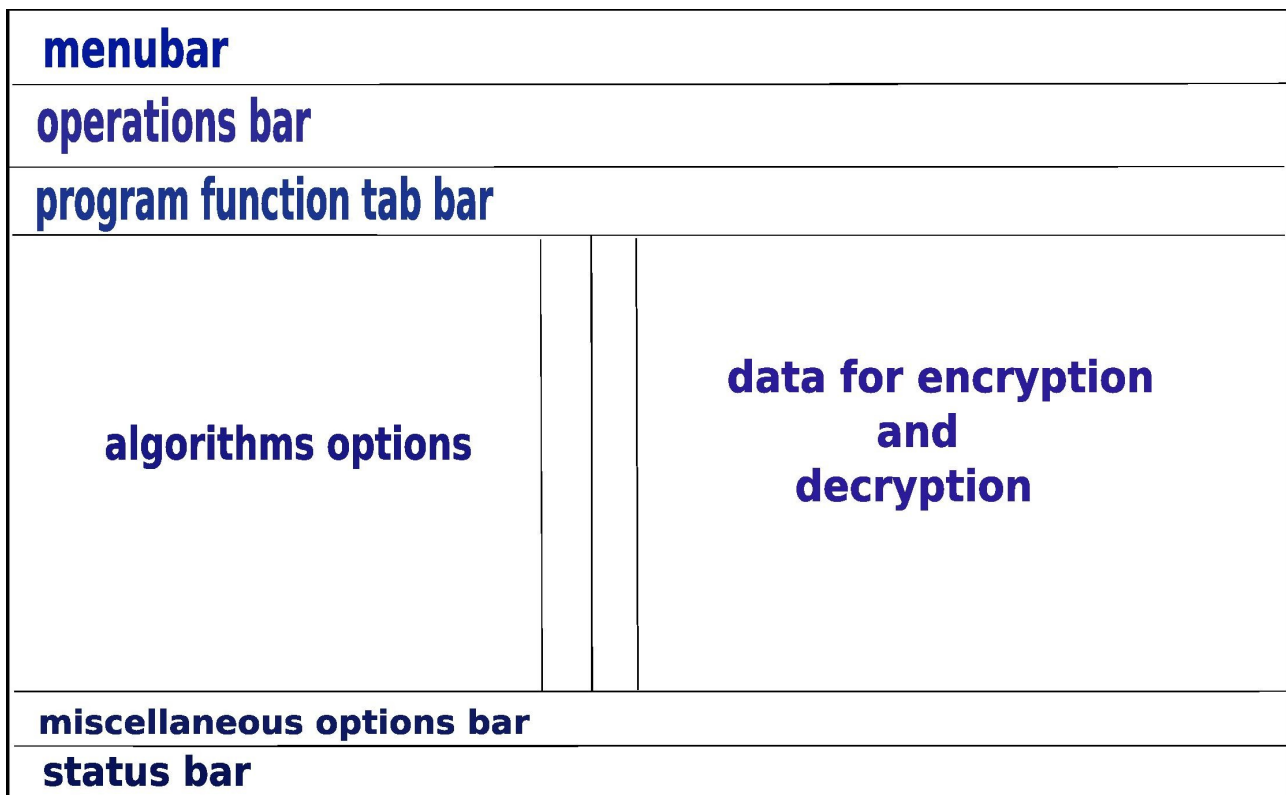 menubar
operations bar
program function tab bar
algorithms options
data for encryption
and
decryption
miscellaneous options bar
status bar